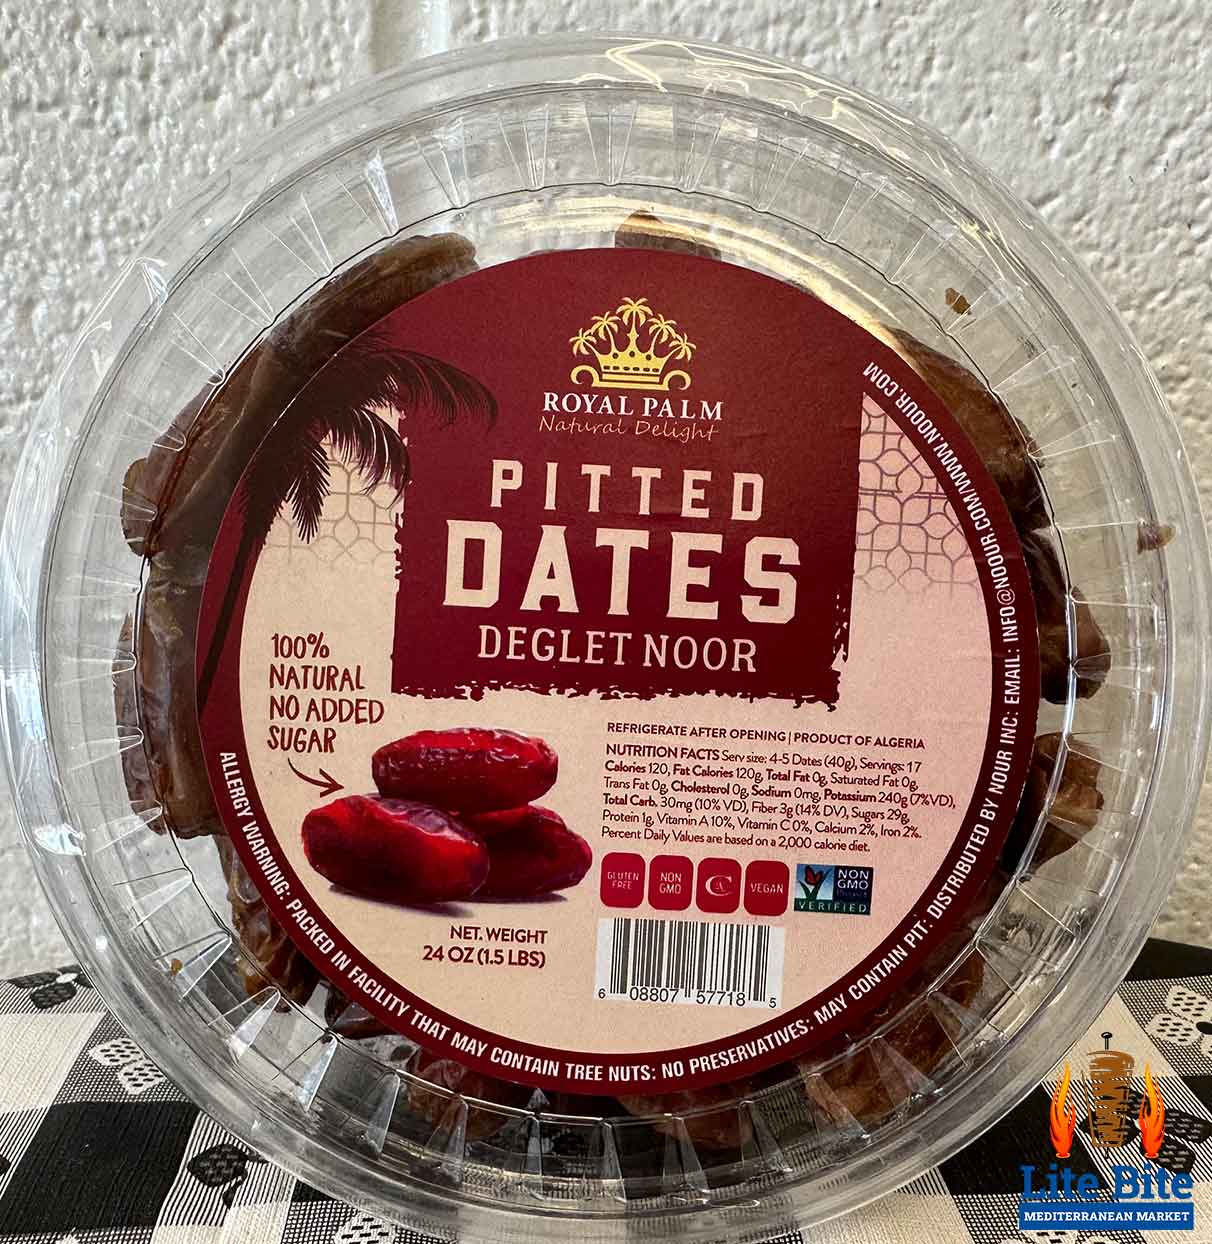 ROYAL PALM
Natural Delight
PITTED
DATES
DEGLET NOOR
100%
NATURAL
NO ADDED
SUGAR
REFRIGERATE AFTER OPENING | PRODUCT OF ALGERIA
NUTRITION FACTS Serv size: 4-5 Dates (40g), Servings: 17
Calories 120, Fat Calories 120g, Total Fat 0g, Saturated Fat 0g,
Trans Fat 0g, Cholesterol 0g, Sodium 0mg, Potassium 240g (7%VD),
Total Carb. 30mg (10% VD), Fiber 3g (14% DV), Sugars 29g,
Protein 1g, Vitamin A 10%, Vitamin C 0%, Calcium 2%, Iron 2%.
Percent Daily Values are based on a 2,000 calorie diet.
GLUTEN
FREE
NON
GMO
VEGAN
NON
GMO
Project
VERIFIED
NET. WEIGHT
24 OZ (1.5 LBS)
6 08807 57718 5
ALLERGY WARNING: PACKED IN FACILITY THAT MAY CONTAIN TREE NUTS: NO PRESERVATIVES: MAY CONTAIN PIT: DISTRIBUTED BY NOUR INC: EMAIL: INFO@NOOUR.COM/WWW.NOOUR.COM
Lite Bite
MEDITERRANEAN MARKET